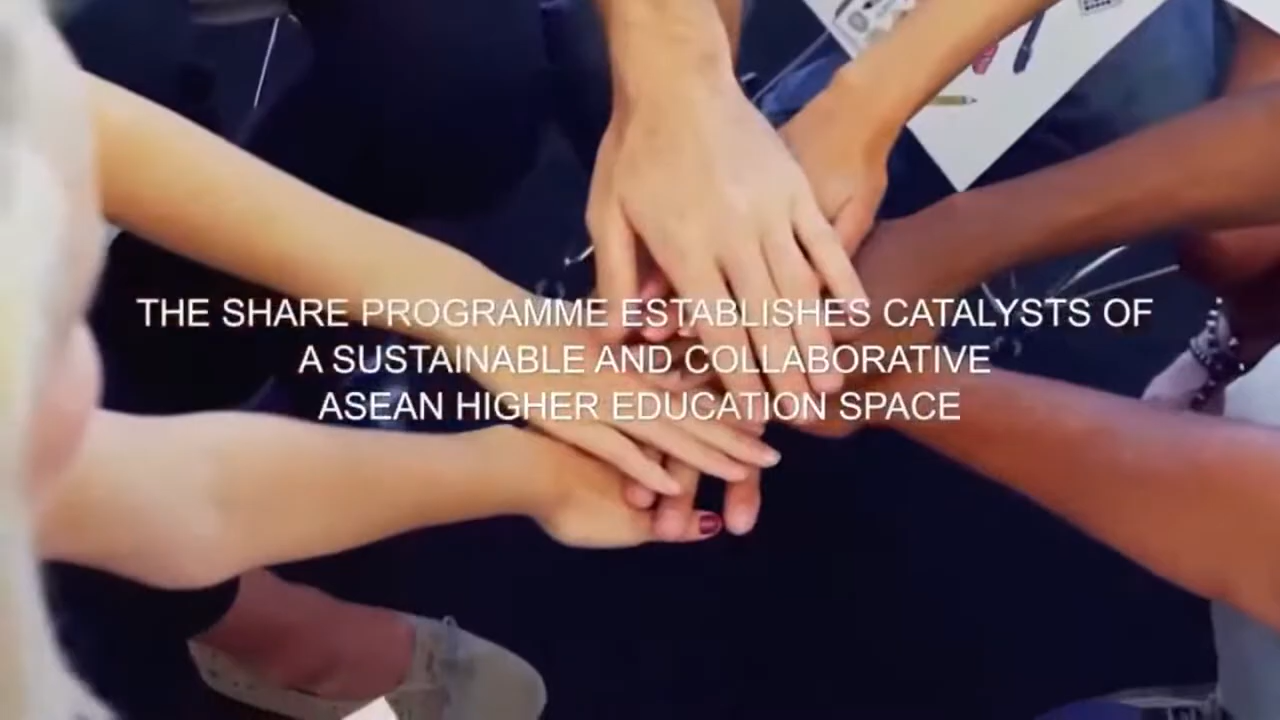 THE SHARE PROGRAMME ESTABLISHES CATALYSTS OF
A SUSTAINABLE AND COLLABORATIVE
ASEAN HIGHER EDUCATION SPACE